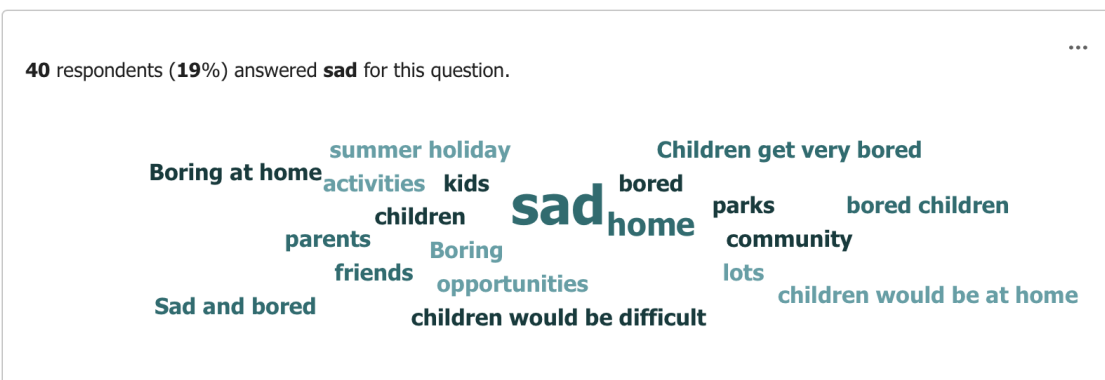 ...
40 respondents (19%) answered sad for this question.
summer holiday
Children get very bored
Boring at home
activities
kids
sad
bored
children
home
parks
bored children
parents
Boring
community
friends
opportunities
lots
children would be at home
Sad and bored
children would be difficult